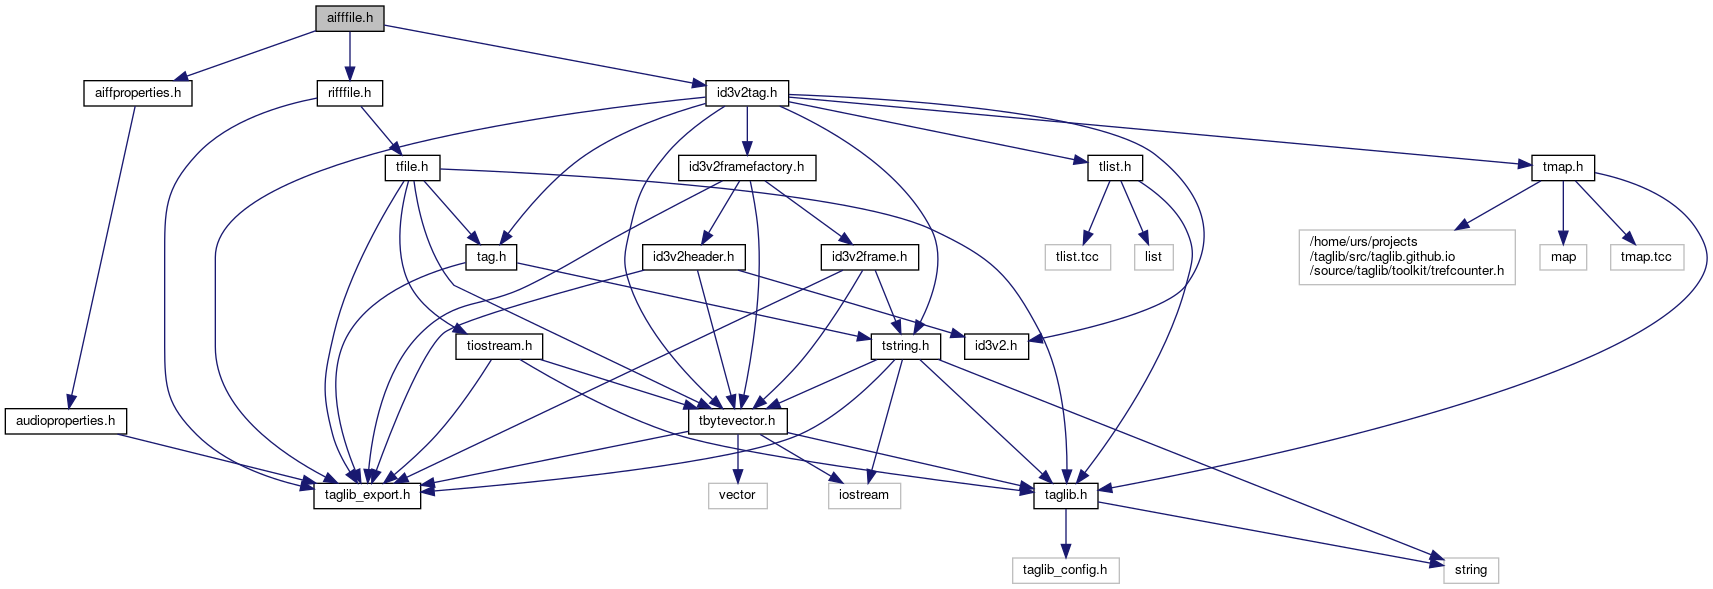 aifffile.h
aiffproperties.h
rifffile.h
id3v2tag.h
tfile.h
id3v2framefactory.h
tlist.h
tmap.h
tag.h
id3v2header.h
id3v2frame.h
tlist.tcc
list
/home/urs/projects
/taglib/src/taglib.github.io
/source/taglib/toolkit/trefcounter.h
map
tmap.tcc
tiostream.h
tstring.h
id3v2.h
audioproperties.h
tbytevector.h
taglib_export.h
vector
iostream
taglib.h
taglib_config.h
string